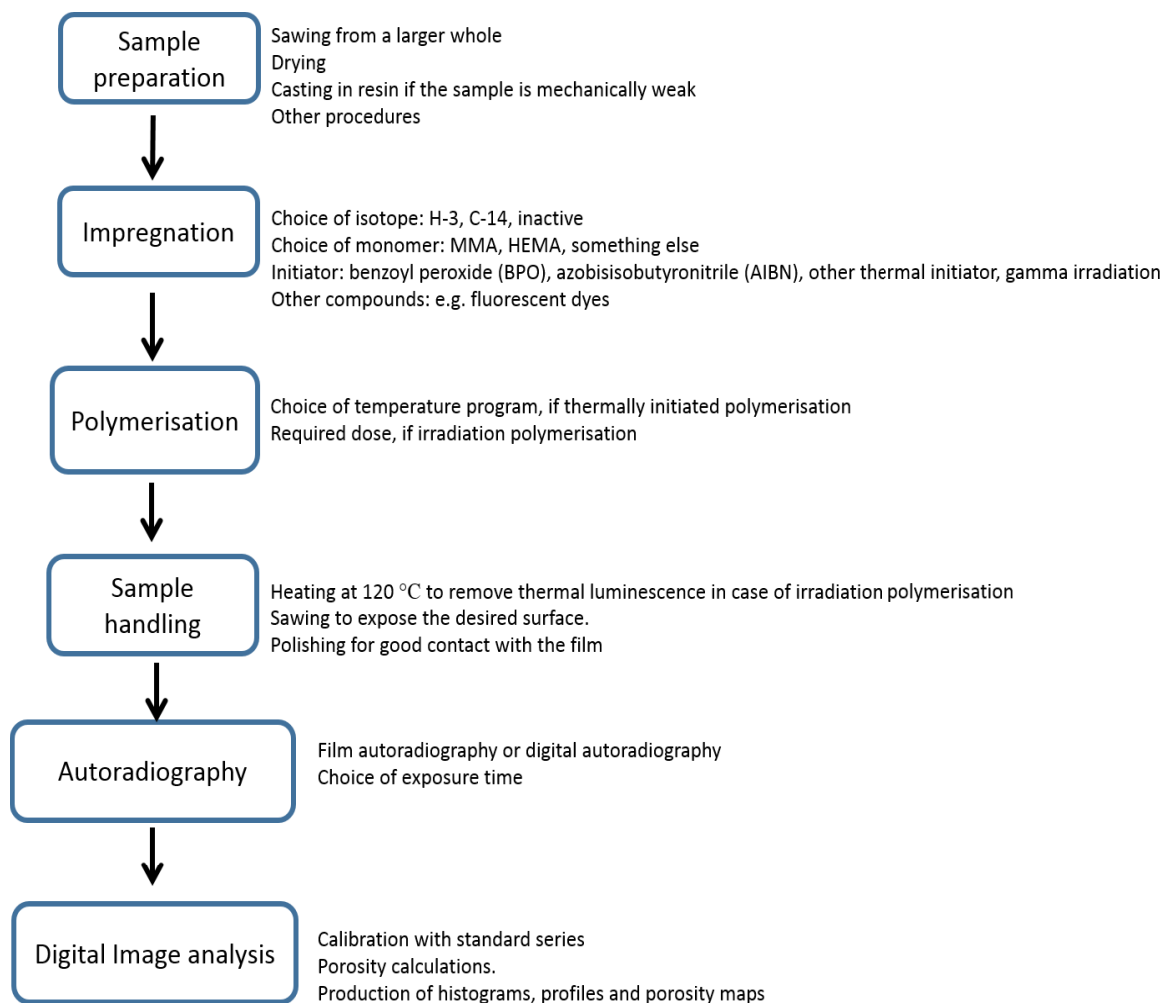 Sample
preparation
Sawing from a larger whole
Drying
Casting in resin if the sample is mechanically weak
Other procedures
Impregnation
Choice of isotope: H-3, C-14, inactive
Choice of monomer: MMA, HEMA, something else
Initiator: benzoyl peroxide (BPO), azobisisobutyronitrile (AIBN), other thermal initiator, gamma irradiation
Other compounds: e.g. fluorescent dyes
Polymerisation
Choice of temperature program, if thermally initiated polymerisation
Required dose, if irradiation polymerisation
Sample
handling
Heating at 120 °C to remove thermal luminescence in case of irradiation polymerisation
Sawing to expose the desired surface.
Polishing for good contact with the film
Autoradiography
Film autoradiography or digital autoradiography
Choice of exposure time
Digital Image analysis
Calibration with standard series
Porosity calculations.
Production of histograms, profiles and porosity maps